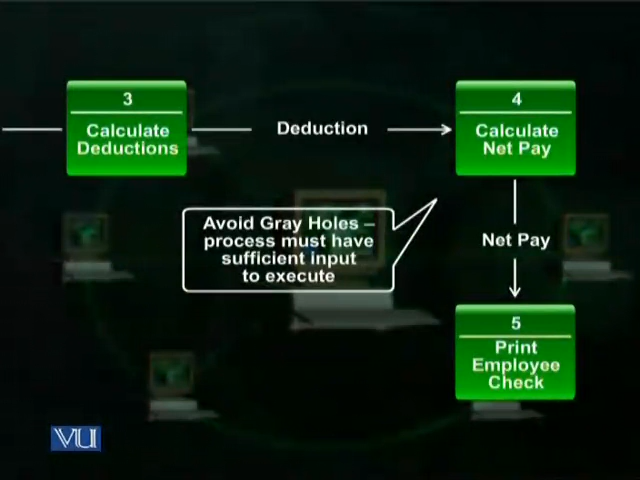 3
Calculate
Deductions
Deduction
4
Calculate
Net Pay
Avoid Gray Holes –
process must have
sufficient input
to execute
Net Pay
5
Print
Employee
Check
VU